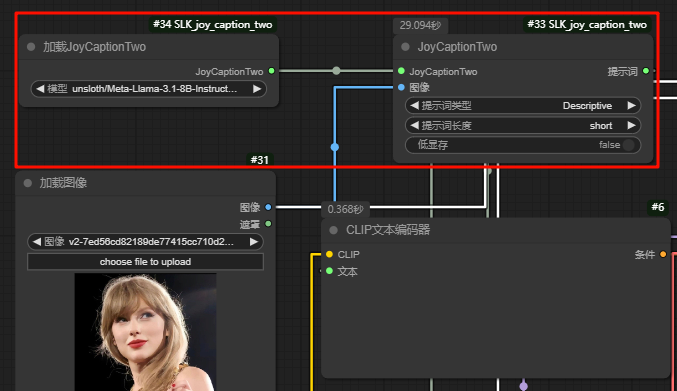 #34 SLK joy_caption_two
29.094秒
#33 SLK joy_caption_two
加载JoyCaptionTwo
JoyCaptionTwo
JoyCaptionTwo
JoyCaptionTwo
提示词
模型 unsloth/Meta-Llama-3.1-8B-Instruct...
图像
提示词类型 Descriptive
提示词长度 short
低显存 false
#31
加载图像
图像
遮罩
图像 v2-7ed56cd82189de77415cc710d2...
choose file to upload
0.368秒
#6
CLIP文本编码器
CLIP
条件
文本